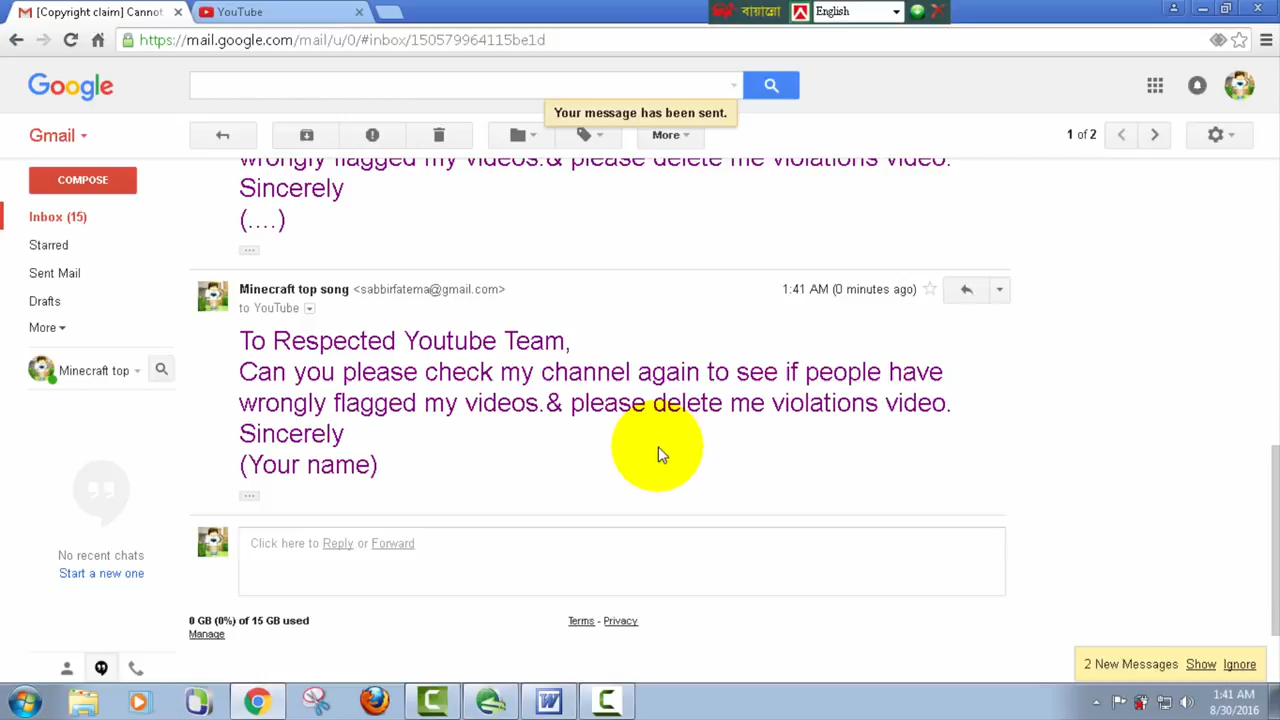 [Copyright claim] Cannot
YouTube
বায়ান্নো
English
https://mail.google.com/mail/u/0/#inbox/150579964115be1d
Google
Your message has been sent.
Gmail
More
1 of 2
COMPOSE
Inbox (15)
Starred
Sent Mail
Drafts
More
Minecraft top
No recent chats
Start a new one
wrongly flagged my videos.& please delete me violations video.
Sincerely
(....)
Minecraft top song <sabbirfatema@gmail.com>
1:41 AM (0 minutes ago)
to YouTube
To Respected Youtube Team,
Can you please check my channel again to see if people have
wrongly flagged my videos.& please delete me violations video.
Sincerely
(Your name)
Click here to Reply or Forward
0 GB (0%) of 15 GB used
Manage
Terms - Privacy
2 New Messages Show Ignore
1:41 AM
8/30/2016